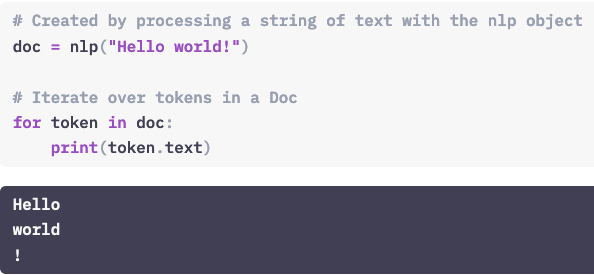 # Created by processing a string of text with the nlp object
doc = nlp("Hello world!")
# Iterate over tokens in a Doc
for token in doc:
    print(token.text)
Hello
world
!